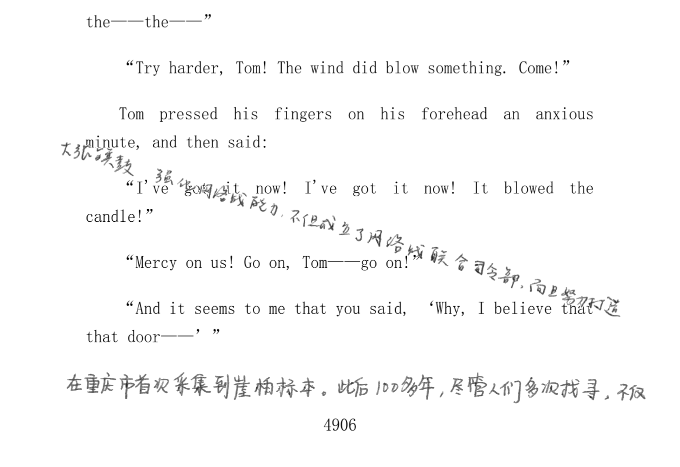 the——the——”
“Try harder, Tom! The wind did blow something. Come!”
Tom pressed his fingers on his forehead an anxious
minute, and then said:
大张旗鼓强化网络战能力，不但成立了网络战联合司令部，而且努力打造
“I've got it now! I've got it now! It blowed the
candle!”
“Mercy on us! Go on, Tom——go on!”
“And it seems to me that you said, ‘Why, I believe that
that door——’”
在重庆市首次采集到崖柏标本。此后100多年，尽管人们多次找寻，不仅
4906